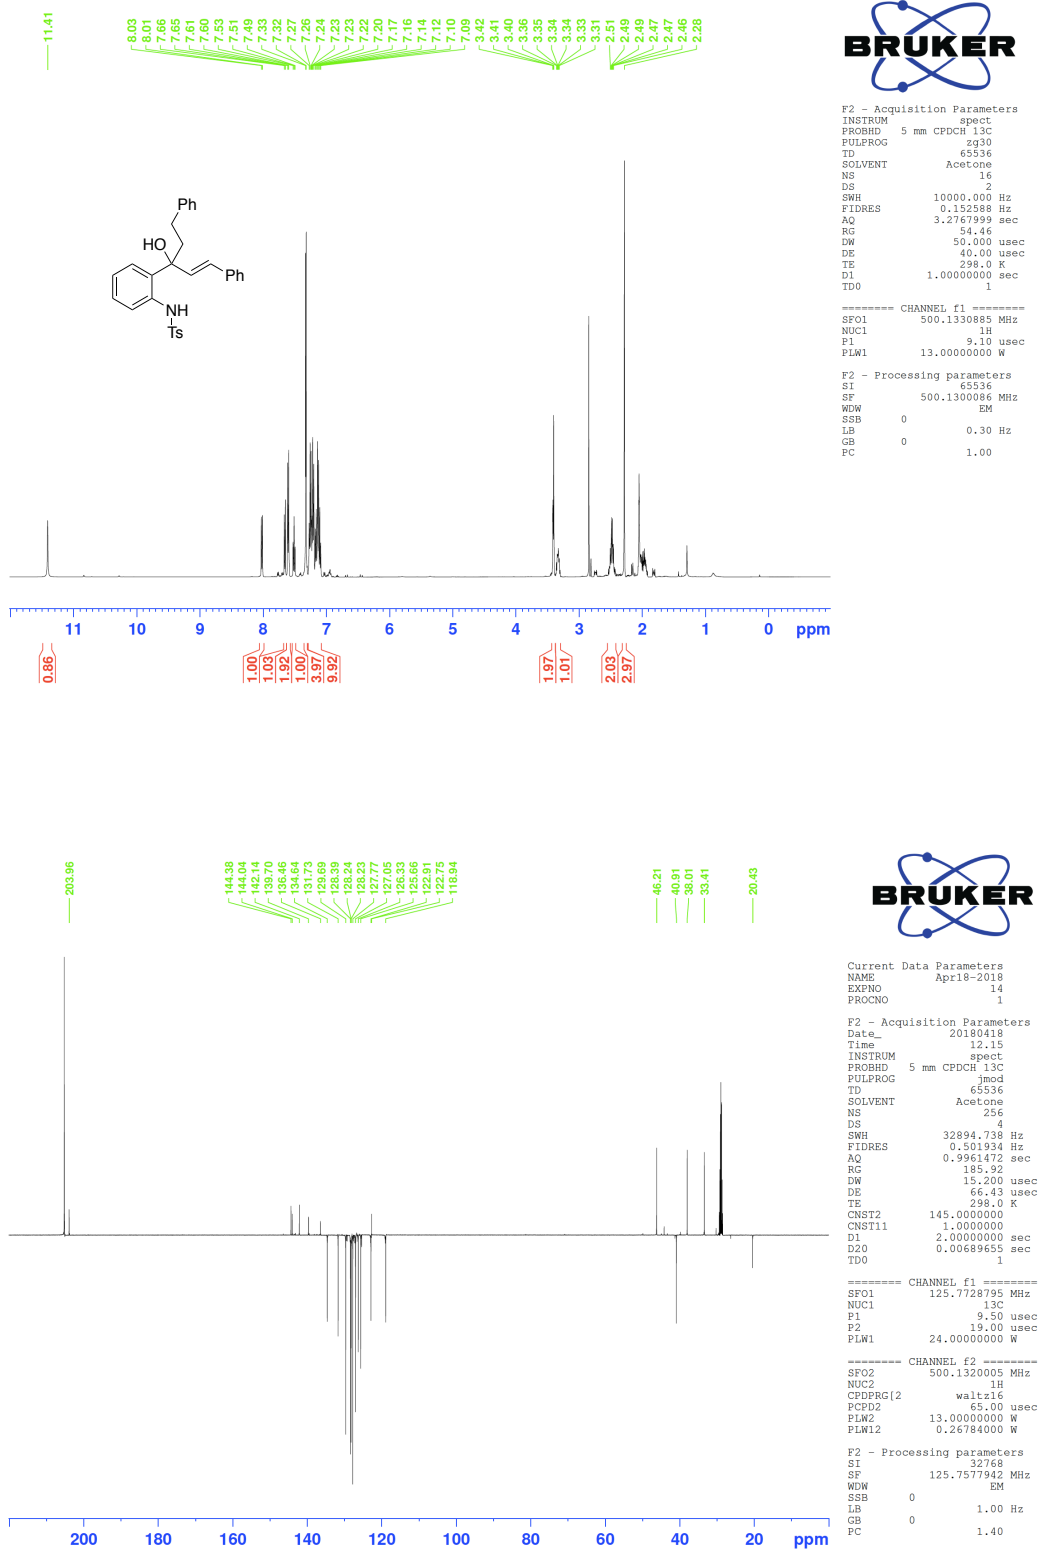 11.41
8.03
8.01
7.66
7.65
7.61
7.60
7.53
7.51
7.49
7.33
7.32
7.27
7.26
7.24
7.23
7.23
7.22
7.20
7.17
7.16
7.14
7.12
7.10
7.09
3.42
3.41
3.40
3.36
3.35
3.34
3.34
3.33
3.31
2.51
2.49
2.49
2.47
2.47
2.46
2.28
BRUKER
F2 - Acquisition Parameters
INSTRUM spect
PROBHD 5 mm CPDCH 13C
PULPROG zg30
TD 65536
SOLVENT Acetone
NS 16
DS 2
SWH 10000.000 Hz
FIDRES 0.152588 Hz
AQ 3.2767999 sec
RG 54.46
DW 50.000 usec
DE 40.00 usec
TE 298.0 K
D1 1.00000000 sec
TD0 1
======== CHANNEL f1 ========
SFO1 500.1330885 MHz
NUC1 1H
P1 9.10 usec
PLW1 13.00000000 W
F2 - Processing parameters
SI 65536
SF 500.1300086 MHz
WDW EM
SSB 0
LB 0.30 Hz
GB 0
PC 1.00
Ph
HO
Ph
NH
Ts
11 10 9 8 7 6 5 4 3 2 1 0 ppm
0.86
1.00
1.03
1.92
1.00
3.97
9.92
1.97
1.01
2.03
2.97
203.96
144.38
144.04
142.14
139.70
136.46
134.64
131.73
129.69
128.39
128.24
128.23
127.77
127.05
126.33
125.66
122.91
122.75
118.94
46.21
40.91
38.01
33.41
20.43
BRUKER
Current Data Parameters
NAME Apr18-2018
EXPNO 14
PROCNO 1
F2 - Acquisition Parameters
Date_ 20180418
Time 12.15
INSTRUM spect
PROBHD 5 mm CPDCH 13C
PULPROG jmod
TD 65536
SOLVENT Acetone
NS 256
DS 4
SWH 32894.738 Hz
FIDRES 0.501934 Hz
AQ 0.9961472 sec
RG 185.92
DW 15.200 usec
DE 66.43 usec
TE 298.0 K
CNST2 145.0000000
CNST11 1.0000000
D1 2.00000000 sec
D20 0.00689655 sec
TD0 1
======== CHANNEL f1 ========
SFO1 125.7728795 MHz
NUC1 13C
P1 9.50 usec
P2 19.00 usec
PLW1 24.00000000 W
======== CHANNEL f2 ========
SFO2 500.1320005 MHz
NUC2 1H
CPDPRG[2 waltz16
PCPD2 65.00 usec
PLW2 13.00000000 W
PLW12 0.26784000 W
F2 - Processing parameters
SI 32768
SF 125.7577942 MHz
WDW EM
SSB 0
LB 1.00 Hz
GB 0
PC 1.40
200 180 160 140 120 100 80 60 40 20 ppm